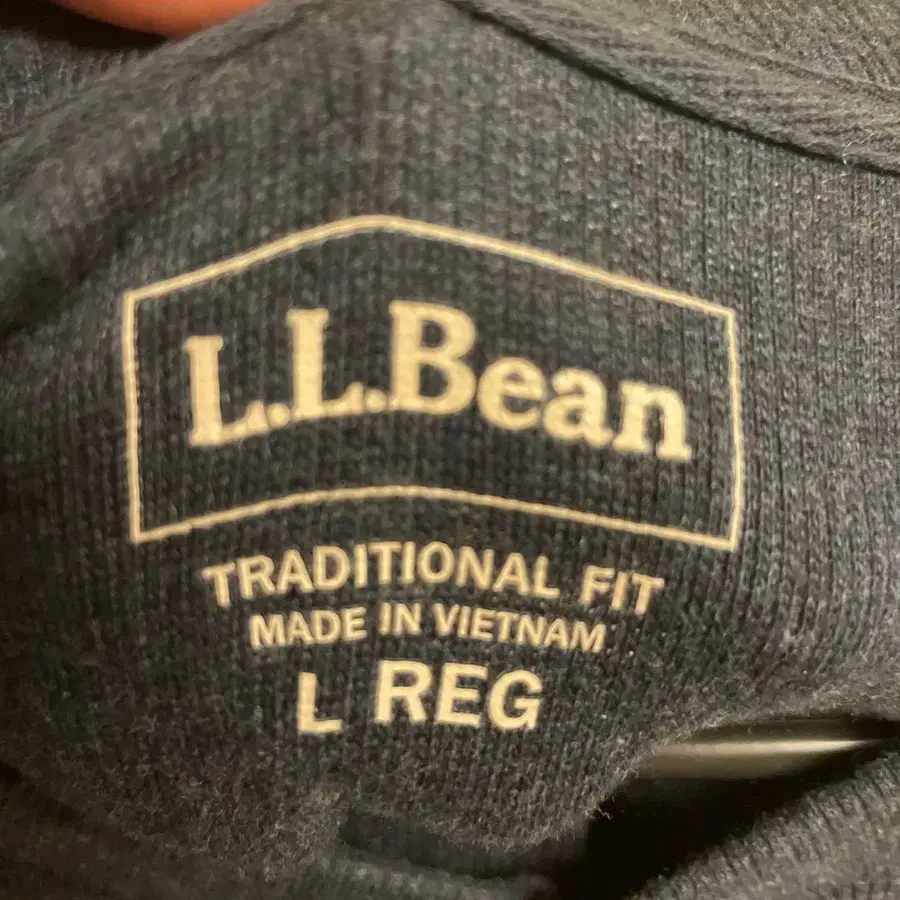 L.L.Bean
TRADITIONAL FIT
MADE IN VIETNAM
L REG